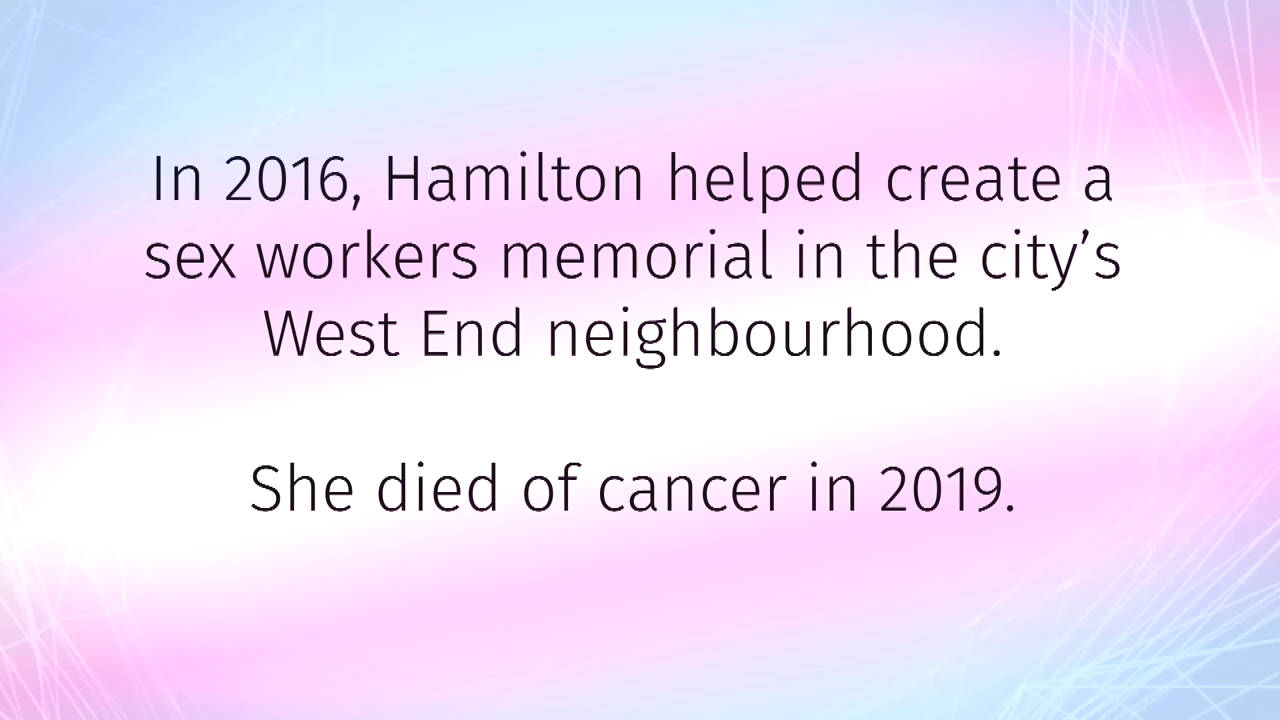 In 2016, Hamilton helped create a
sex workers memorial in the city’s
West End neighbourhood.
She died of cancer in 2019.